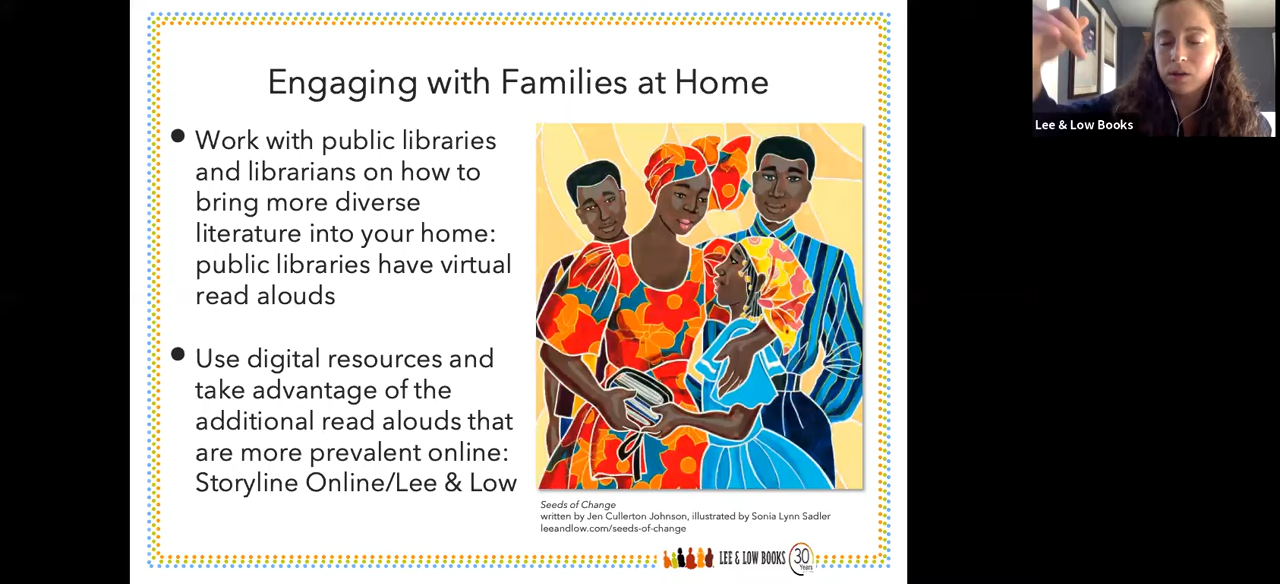 Engaging with Families at Home
• Work with public libraries
and librarians on how to
bring more diverse
literature into your home:
public libraries have virtual
read alouds
• Use digital resources and
take advantage of the
additional read alouds that
are more prevalent online:
Storyline Online/Lee & Low
Seeds of Change
written by Jen Cullerton Johnson, illustrated by Sonia Lynn Sadler
leeandlow.com/seeds-of-change
LEE & LOW BOOKS
30
Years
Lee & Low Books